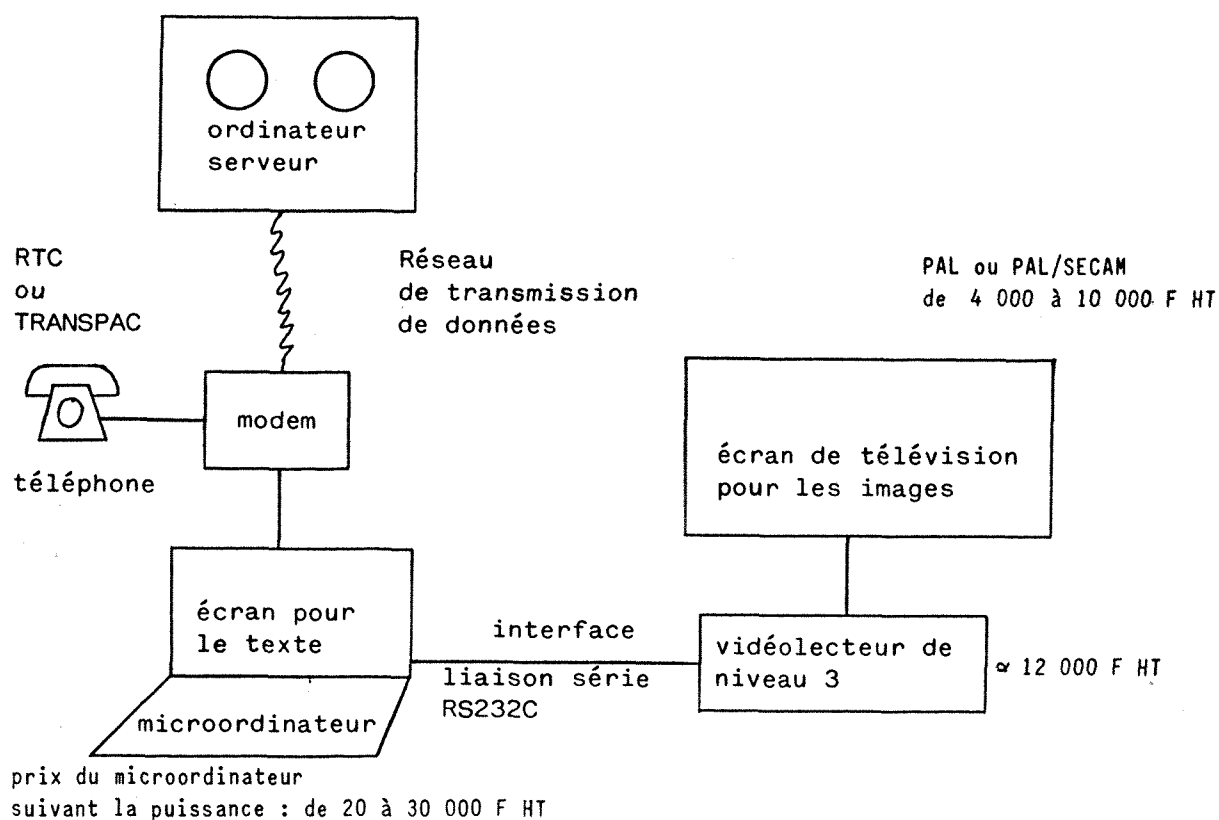 ordinateur
serveur
RTC
ou
TRANSPAC
Réseau
de transmission
de données
PAL ou PAL/SECAM
de 4 000 à 10 000 F HT
modem
téléphone
écran de télévision
pour les images
écran pour
le texte
interface
liaison série
RS232C
vidéolecteur de
niveau 3
≃ 12 000 F HT
microordinateur
prix du microordinateur
suivant la puissance : de 20 à 30 000 F HT